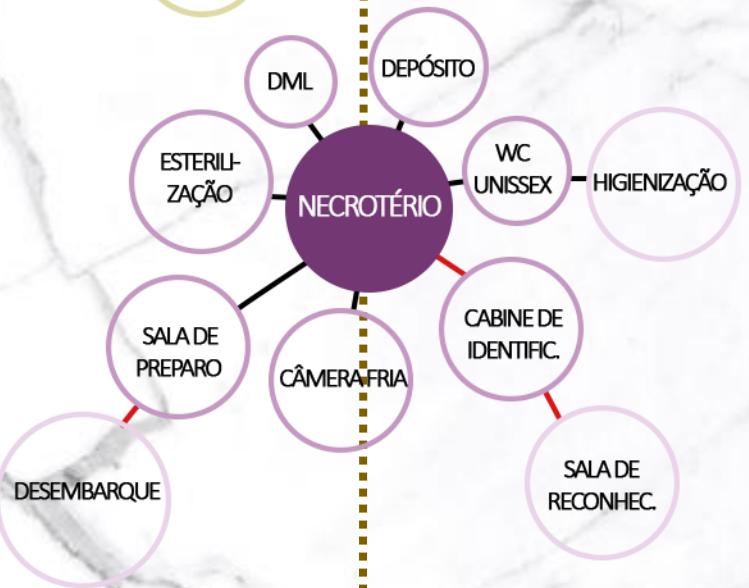 DML
DEPÓSITO
ESTERILI-
ZAÇÃO
WC
UNISSEX
HIGIENIZAÇÃO
NECROTÉRIO
SALA DE
PREPARO
CÂMERA FRIA
CABINE DE
IDENTIFIC.
DESEMBARQUE
SALA DE
RECONHEC.